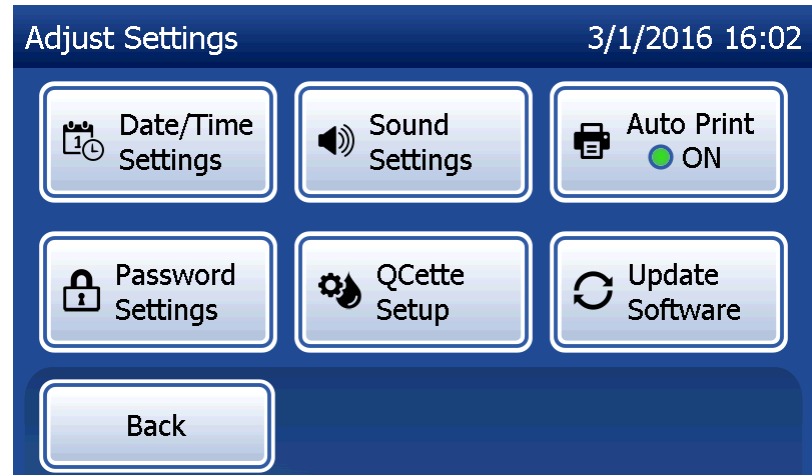 Adjust Settings 3/1/2016 16:02
Date/Time
Settings
Sound
Settings
Auto Print
ON
Password
Settings
QCette
Setup
Update
Software
Back